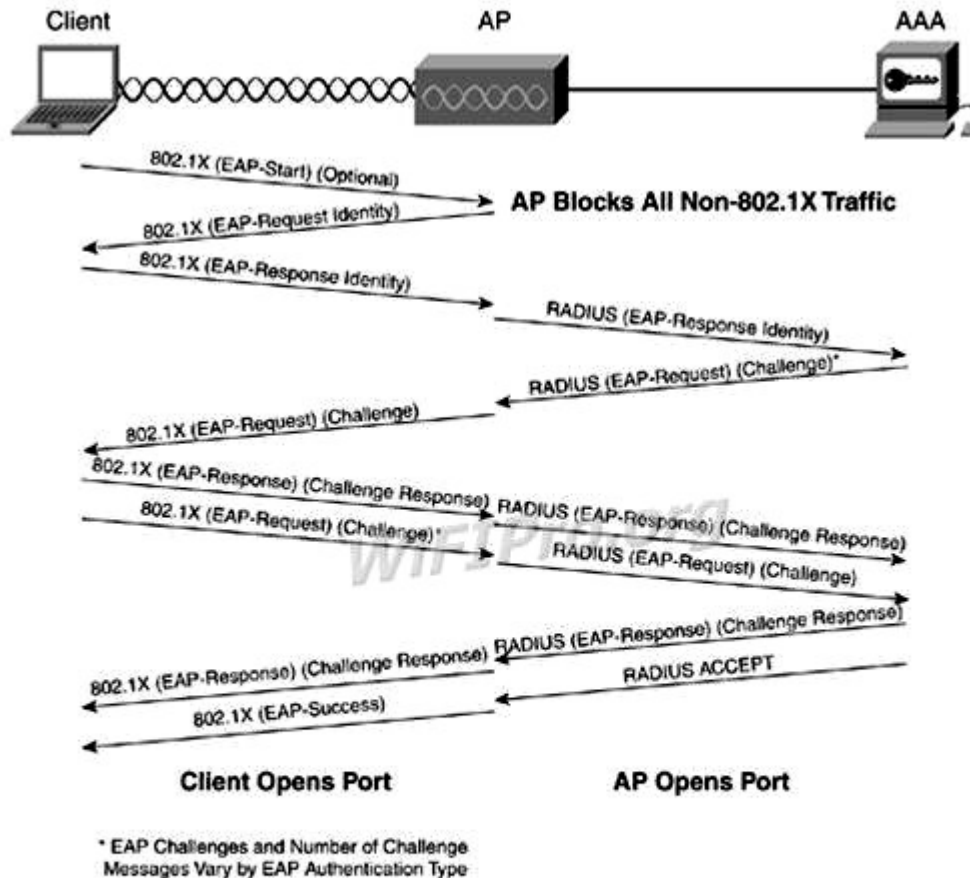 Client
AP
AAA
802.1X (EAP-Start) (Optional)
AP Blocks All Non-802.1X Traffic
802.1X (EAP-Request Identity)
802.1X (EAP-Response Identity)
RADIUS (EAP-Response Identity)
RADIUS (EAP-Request) (Challenge)*
802.1X (EAP-Request) (Challenge)
802.1X (EAP-Response) (Challenge Response)
RADIUS (EAP-Response) (Challenge Response)
802.1X (EAP-Request) (Challenge)*
WiFiPro.org
RADIUS (EAP-Request) (Challenge)
RADIUS (EAP-Response) (Challenge Response)
802.1X (EAP-Response) (Challenge Response)
RADIUS ACCEPT
802.1X (EAP-Success)
Client Opens Port
AP Opens Port
* EAP Challenges and Number of Challenge
Messages Vary by EAP Authentication Type